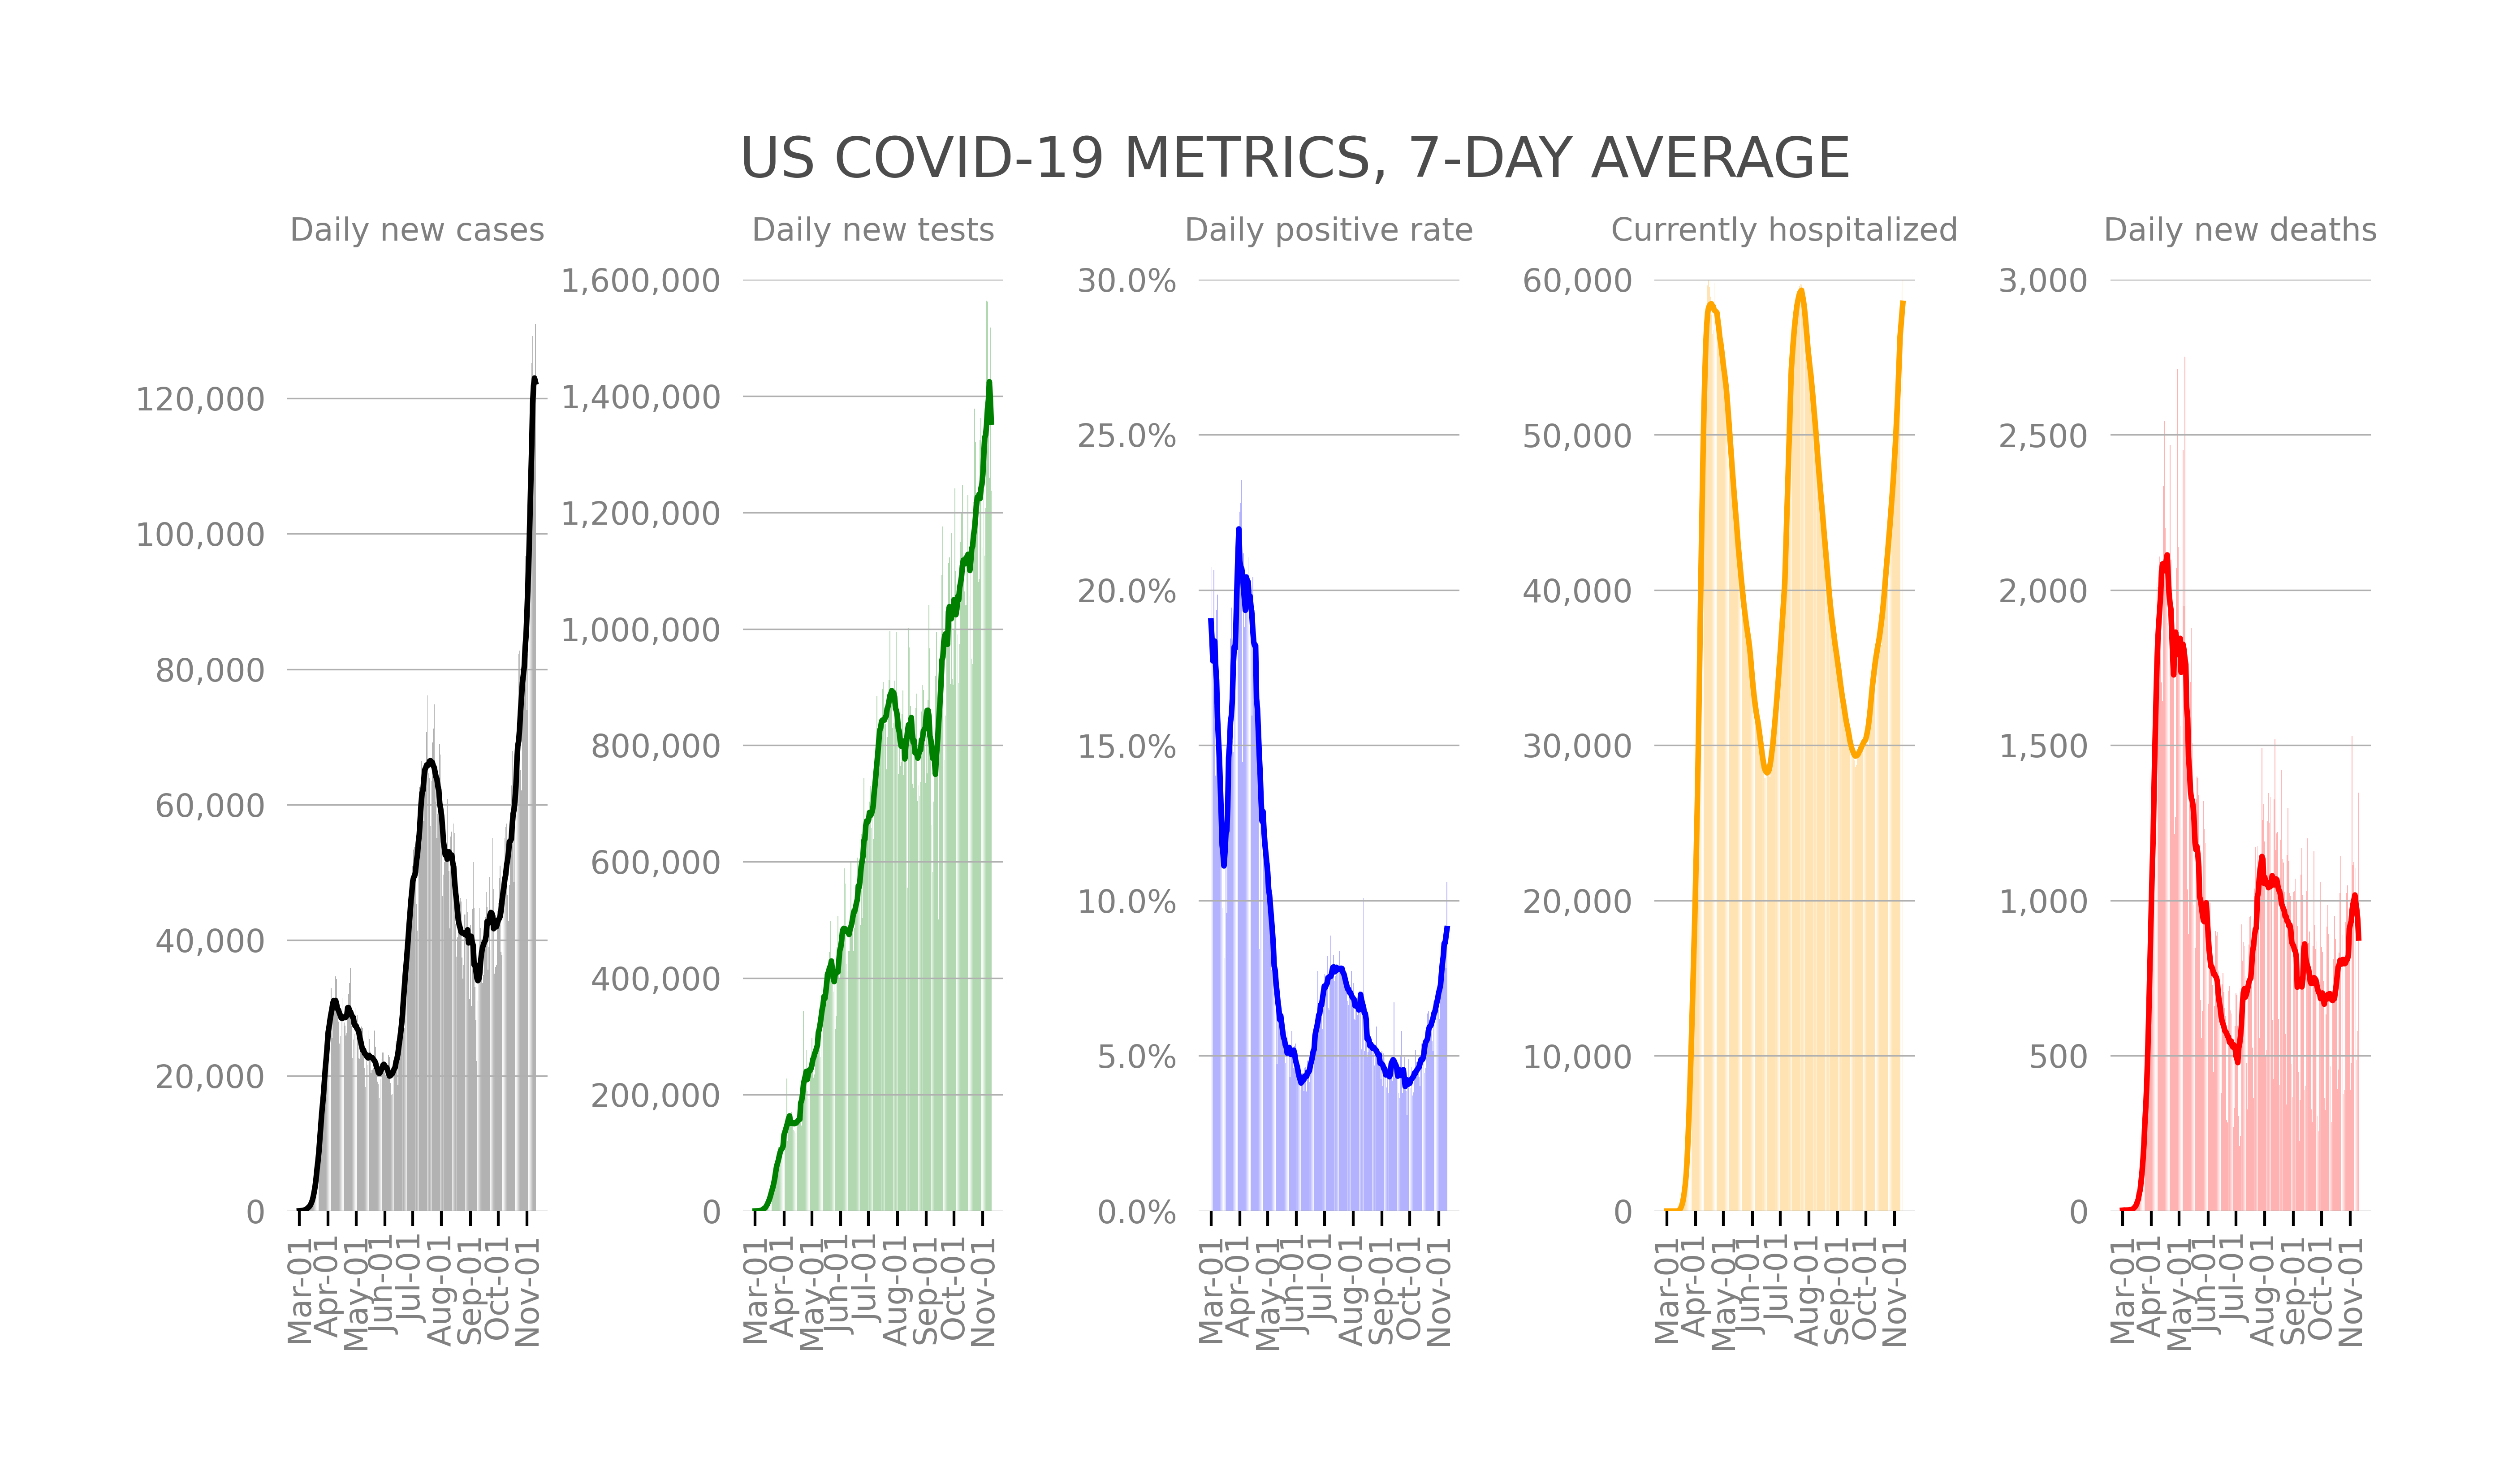 US COVID-19 METRICS, 7-DAY AVERAGE
Daily new cases
120,000
100,000
80,000
60,000
40,000
20,000
0
Mar-01
Apr-01
May-01
Jun-01
Jul-01
Aug-01
Sep-01
Oct-01
Nov-01
Daily new tests
1,600,000
1,400,000
1,200,000
1,000,000
800,000
600,000
400,000
200,000
0
Mar-01
Apr-01
May-01
Jun-01
Jul-01
Aug-01
Sep-01
Oct-01
Nov-01
Daily positive rate
30.0%
25.0%
20.0%
15.0%
10.0%
5.0%
0.0%
Mar-01
Apr-01
May-01
Jun-01
Jul-01
Aug-01
Sep-01
Oct-01
Nov-01
Currently hospitalized
60,000
50,000
40,000
30,000
20,000
10,000
0
Mar-01
Apr-01
May-01
Jun-01
Jul-01
Aug-01
Sep-01
Oct-01
Nov-01
Daily new deaths
3,000
2,500
2,000
1,500
1,000
500
0
Mar-01
Apr-01
May-01
Jun-01
Jul-01
Aug-01
Sep-01
Oct-01
Nov-01